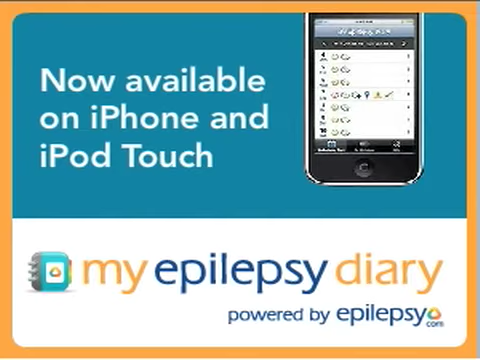 Now available
on iPhone and
iPod Touch
my epilepsy diary
powered by epilepsy.com